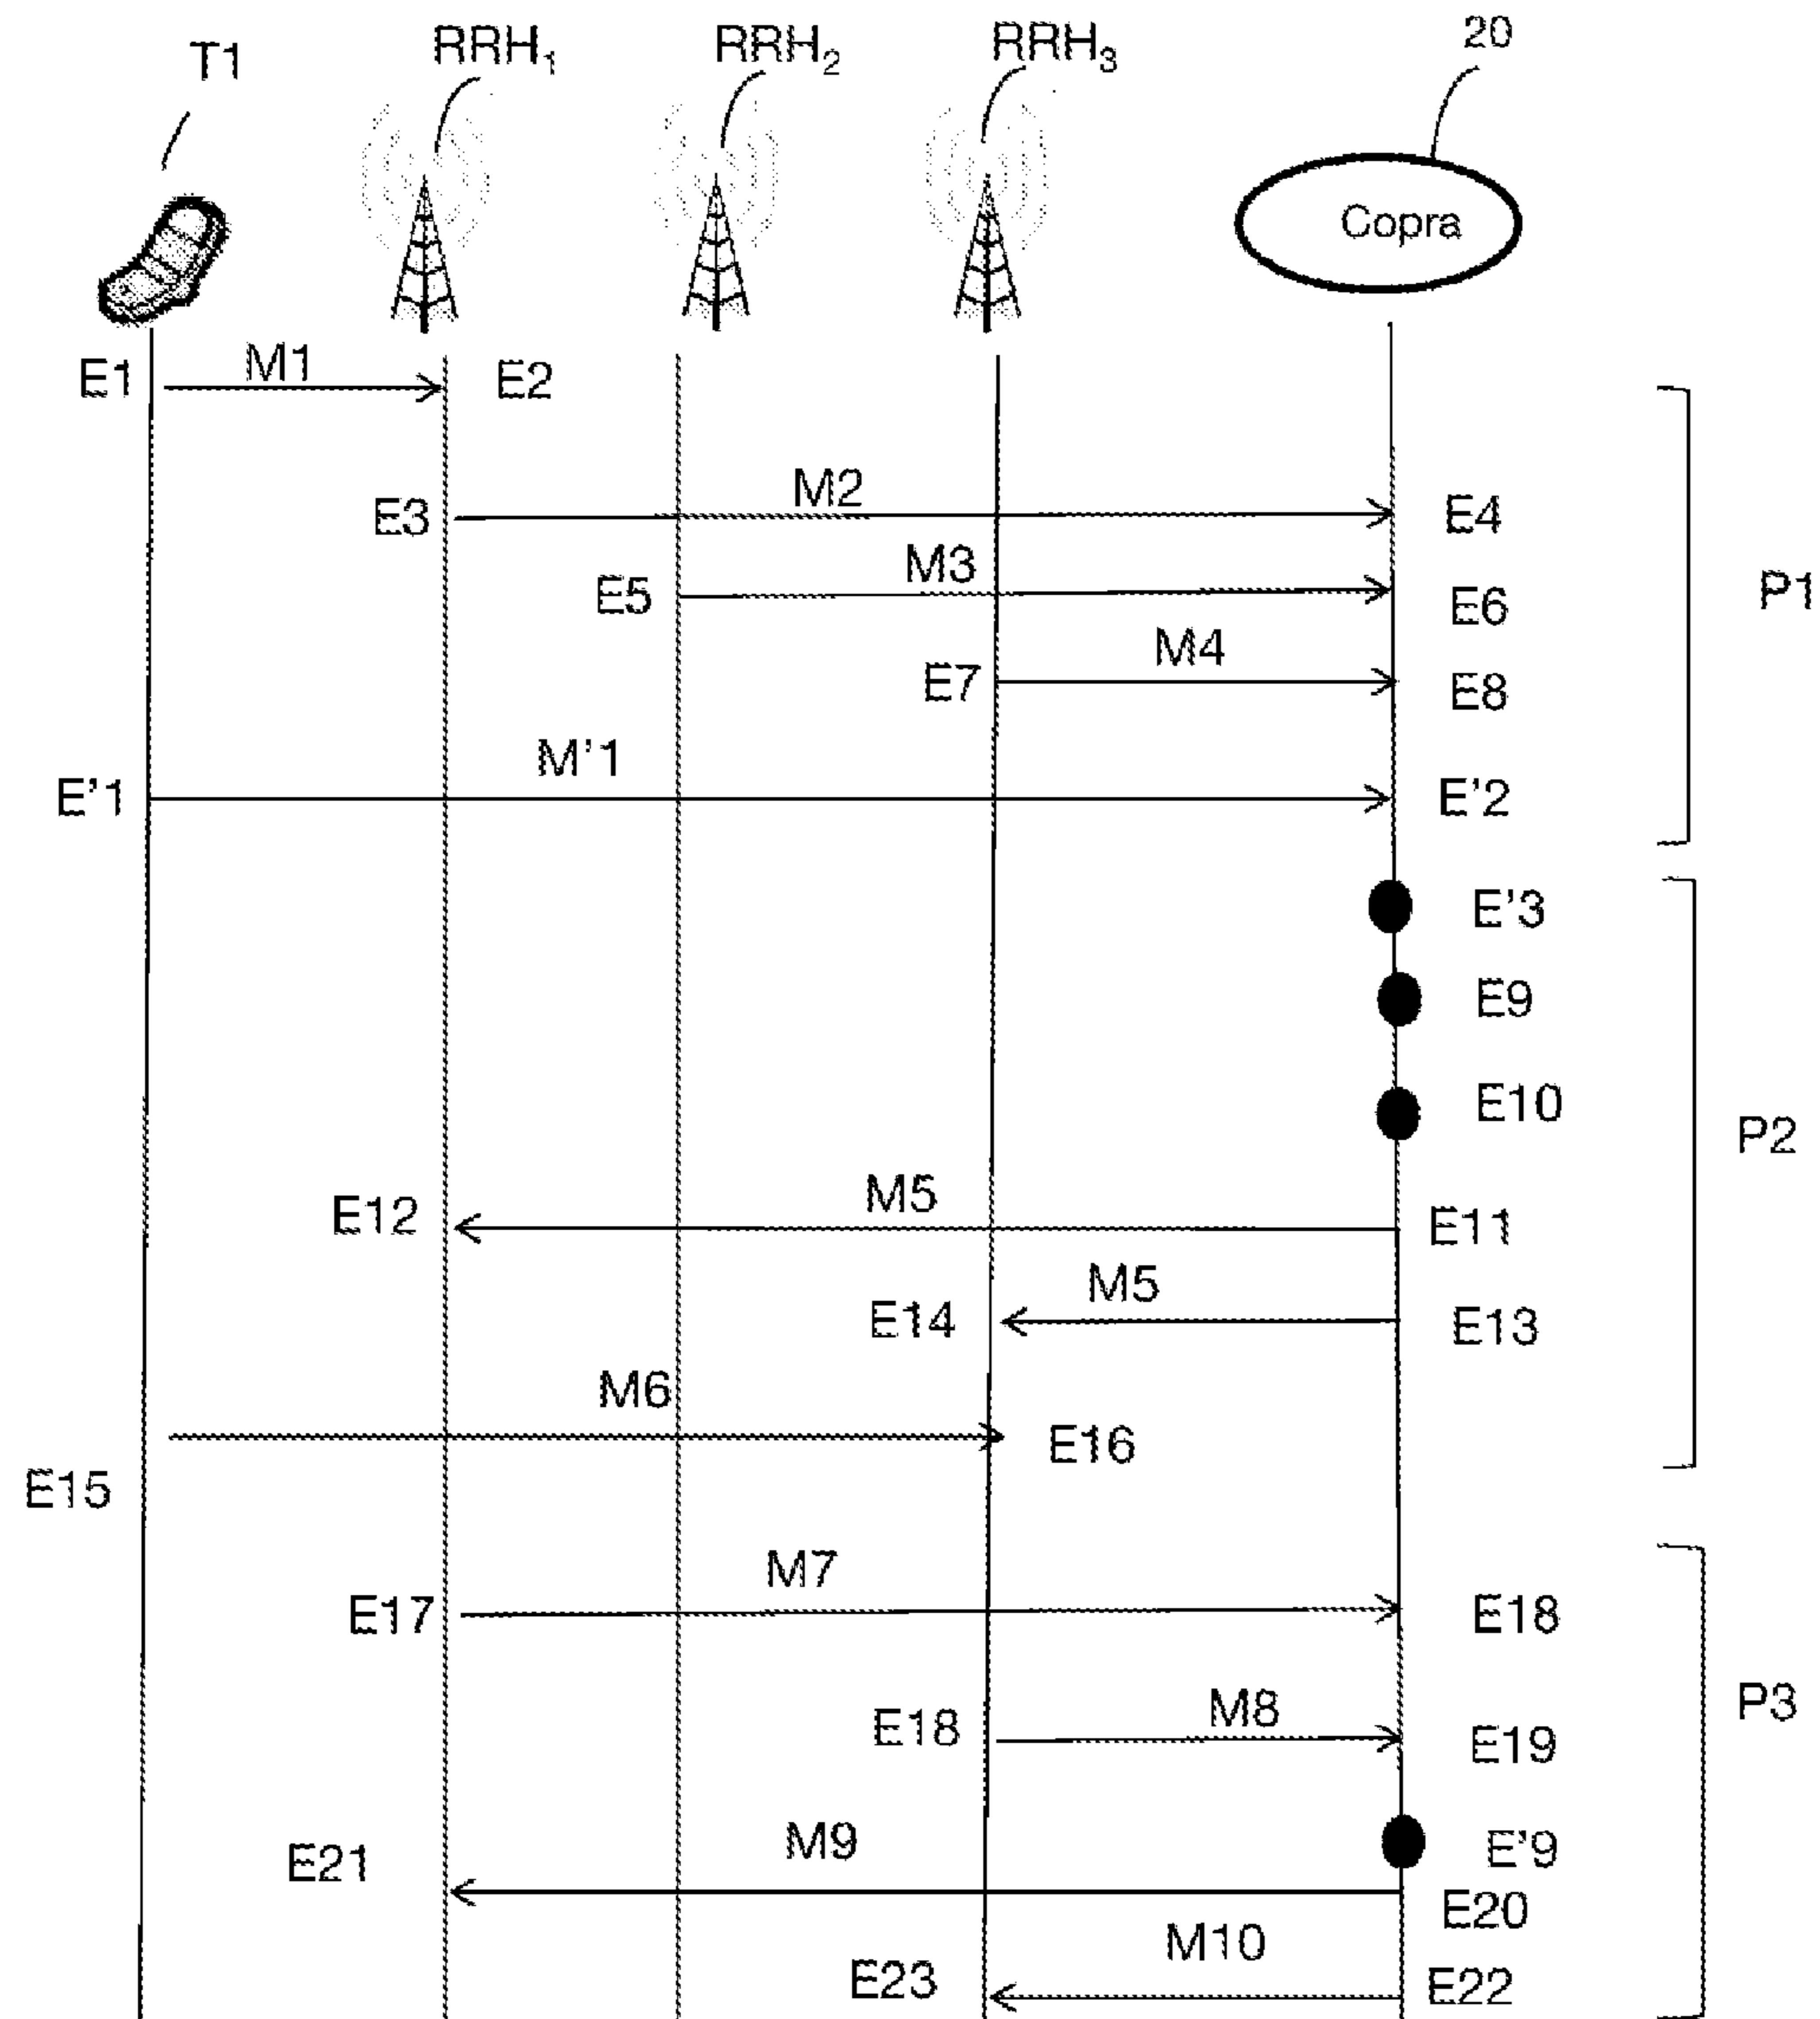 T1 RRH₁ RRH₂ RRH₃ 20
Copra
E1 M1 E2
E3 M2 E4
E5 M3 E6
P1
E7 M4 E8
E'1 M'1 E'2
E'3
E9
E10
P2
E12 M5 E11
E14 M5 E13
M6
E16
E15
E17 M7 E18
E18 M8 E19
P3
E21 M9 E'9
E20
M10
E23 E22